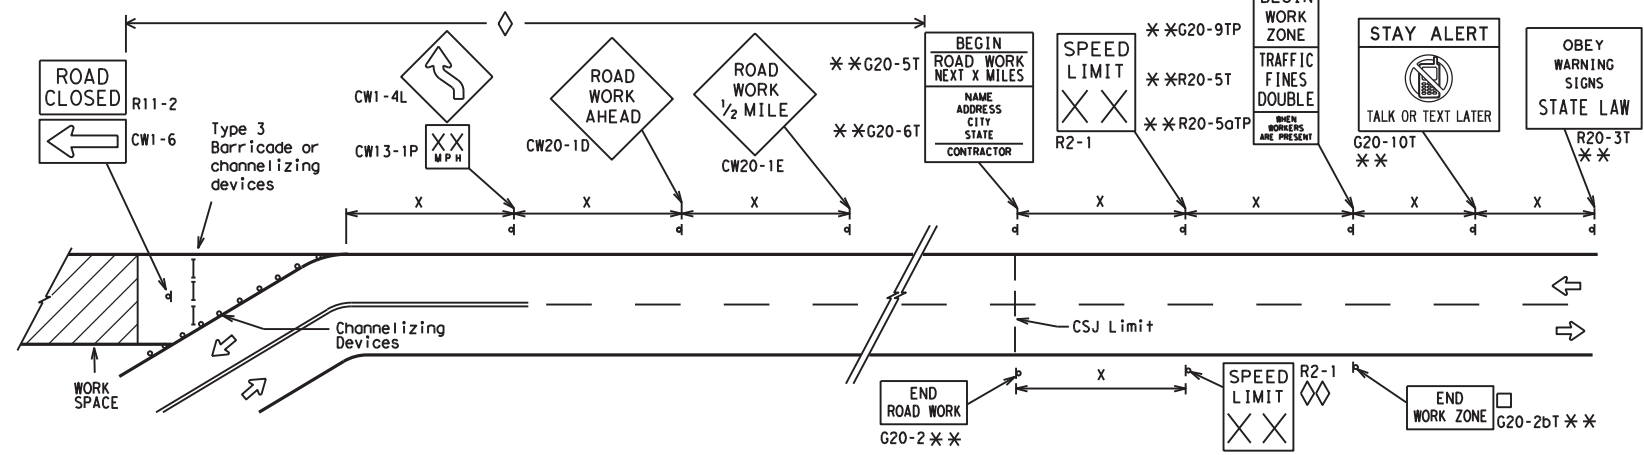 ROAD
CLOSED
R11-2
CW1-6
Type 3
Barricade or
channelizing
devices
CW1-4L
XX
MPH
CW13-1P
ROAD
WORK
AHEAD
CW20-1D
ROAD
WORK
1/2 MILE
CW20-1E
**G20-5T
BEGIN
ROAD WORK
NEXT X MILES
**G20-6T
NAME
ADDRESS
CITY
STATE
CONTRACTOR
SPEED
LIMIT
XX
R2-1
**G20-9TP
BEGIN
WORK
ZONE
**R20-5T
TRAFFIC
FINES
DOUBLE
**R20-5aTP
WHEN
WORKERS
ARE PRESENT
STAY ALERT
TALK OR TEXT LATER
G20-10T
**
OBEY
WARNING
SIGNS
STATE LAW
R20-3T
**
X
X
X
X
X
X
X
Channelizing
Devices
CSJ Limit
WORK
SPACE
X
END
ROAD WORK
G20-2**
SPEED
LIMIT
XX
R2-1
END
WORK ZONE
G20-2bT **